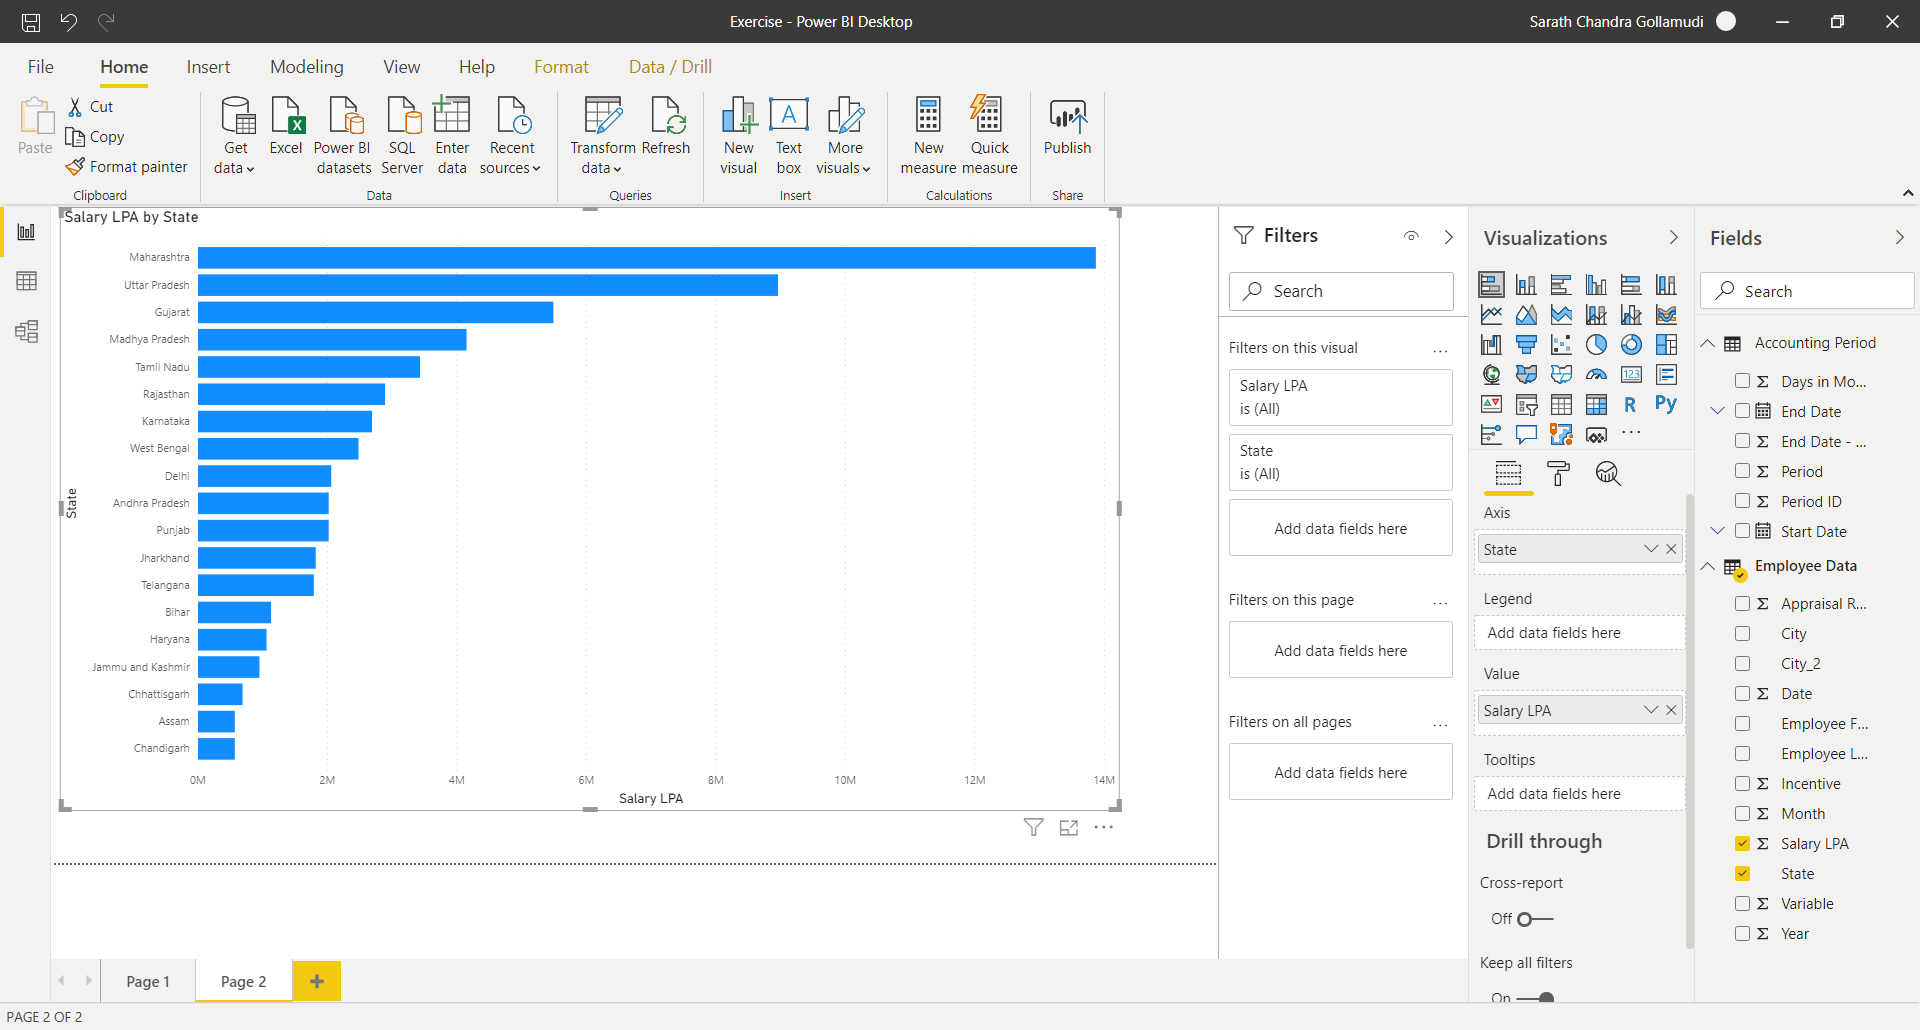 Exercise - Power BI Desktop
Sarath Chandra Gollamudi
File Home Insert Modeling View Help Format Data / Drill
Paste
Cut
Copy
Format painter
Clipboard
Get data
Excel
Power BI datasets
SQL Server
Enter data
Recent sources
Data
Transform data
Refresh
Queries
New visual
Text box
More visuals
Insert
New measure
Quick measure
Calculations
Publish
Share
Salary LPA by State
State
Maharashtra
Uttar Pradesh
Gujarat
Madhya Pradesh
Tamil Nadu
Rajasthan
Karnataka
West Bengal
Delhi
Andhra Pradesh
Punjab
Jharkhand
Telangana
Bihar
Haryana
Jammu and Kashmir
Chhattisgarh
Assam
Chandigarh
0M 2M 4M 6M 8M 10M 12M 14M
Salary LPA
Filters
Search
Filters on this visual
Salary LPA
is (All)
State
is (All)
Add data fields here
Filters on this page
Add data fields here
Filters on all pages
Add data fields here
Visualizations
123
R
Py
Axis
State
Legend
Add data fields here
Value
Salary LPA
Tooltips
Add data fields here
Drill through
Cross-report
Off
Keep all filters
On
Fields
Search
Accounting Period
Σ Days in Mo...
End Date
Σ End Date - ...
Σ Period
Σ Period ID
Start Date
Employee Data
Σ Appraisal R...
City
City_2
Σ Date
Employee F...
Employee L...
Σ Incentive
Σ Month
Σ Salary LPA
State
Σ Variable
Σ Year
Page 1
Page 2
PAGE 2 OF 2